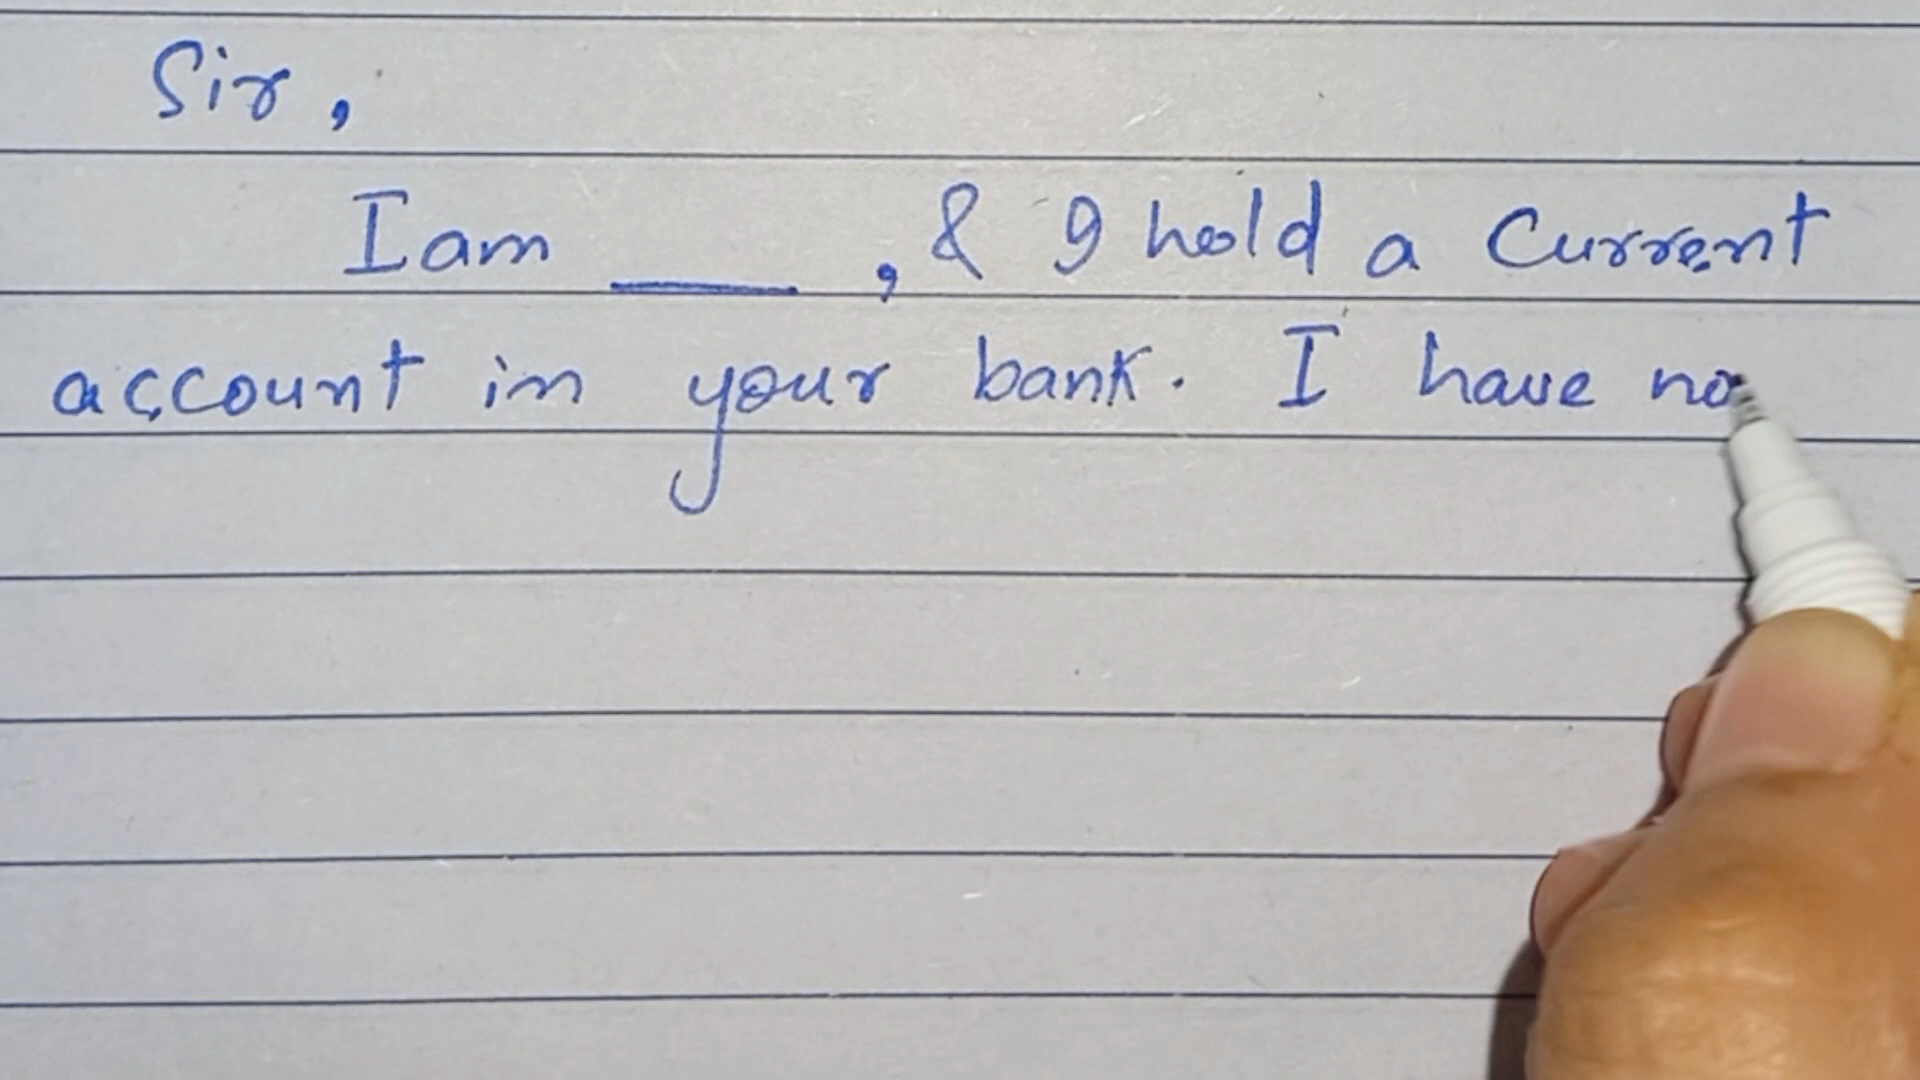 Sir,
I am ____, & I hold a Current
account in your bank. I have no